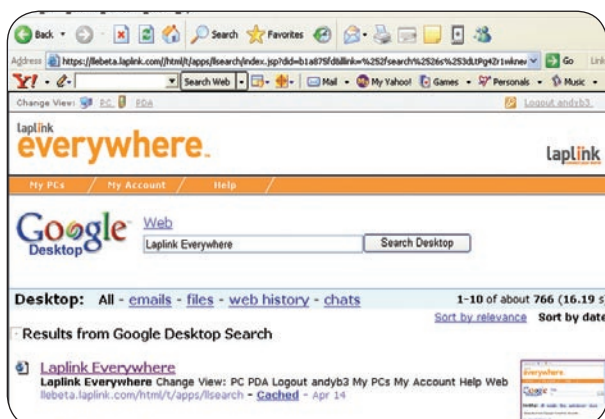 Back Search Favorites
Address https://llebeta.laplink.com//html/t/apps/llsearch/index.jsp?did=b1a875fd&llink=%252fsearch%2526s%253dLtPg4Zr1wknev Go Link
Y! Search Web Mail My Yahoo! Games Personals Music
Change View: PC PDA Logout andyb3
laplink
everywhere™
laplink
My PCs / My Account / Help /
Google™ Web
Desktop Laplink Everywhere Search Desktop
Desktop: All - emails - files - web history - chats 1-10 of about 766 (16.19 s
Sort by relevance Sort by date
Results from Google Desktop Search
Laplink Everywhere
Laplink Everywhere Change View: PC PDA Logout andyb3 My PCs My Account Help Web
llebeta.laplink.com/html/t/apps/llsearch - Cached - Apr 14